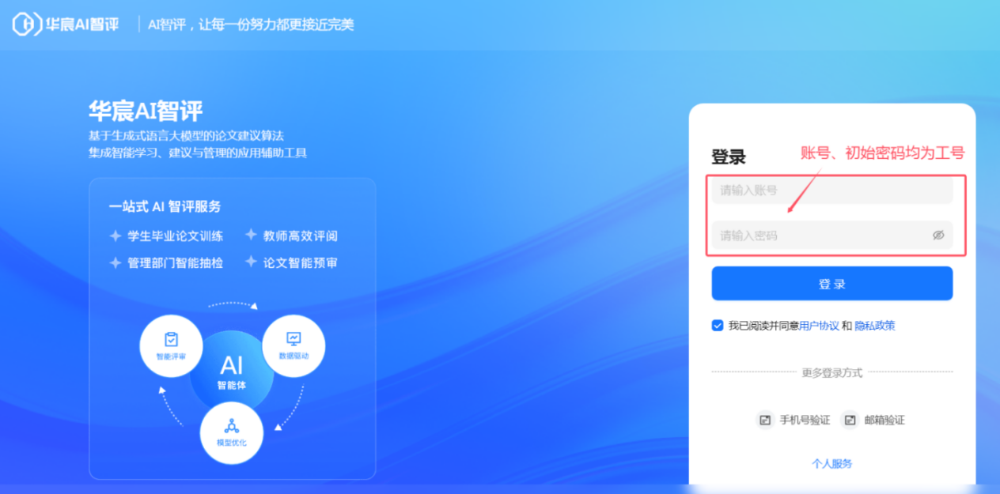 华宸AI智评 AI智评，让每一份努力都更接近完美
华宸AI智评
基于生成式语言大模型的论文建议算法
集成智能学习、建议与管理的应用辅助工具
一站式 AI 智评服务
学生毕业论文训练 教师高效评阅
管理部门智能抽检 论文智能预审
智能评审
数据驱动
AI
智能体
模型优化
登录
账号、初始密码均为工号
请输入账号
请输入密码
登 录
我已阅读并同意用户协议 和 隐私政策
更多登录方式
手机号验证 邮箱验证
个人服务